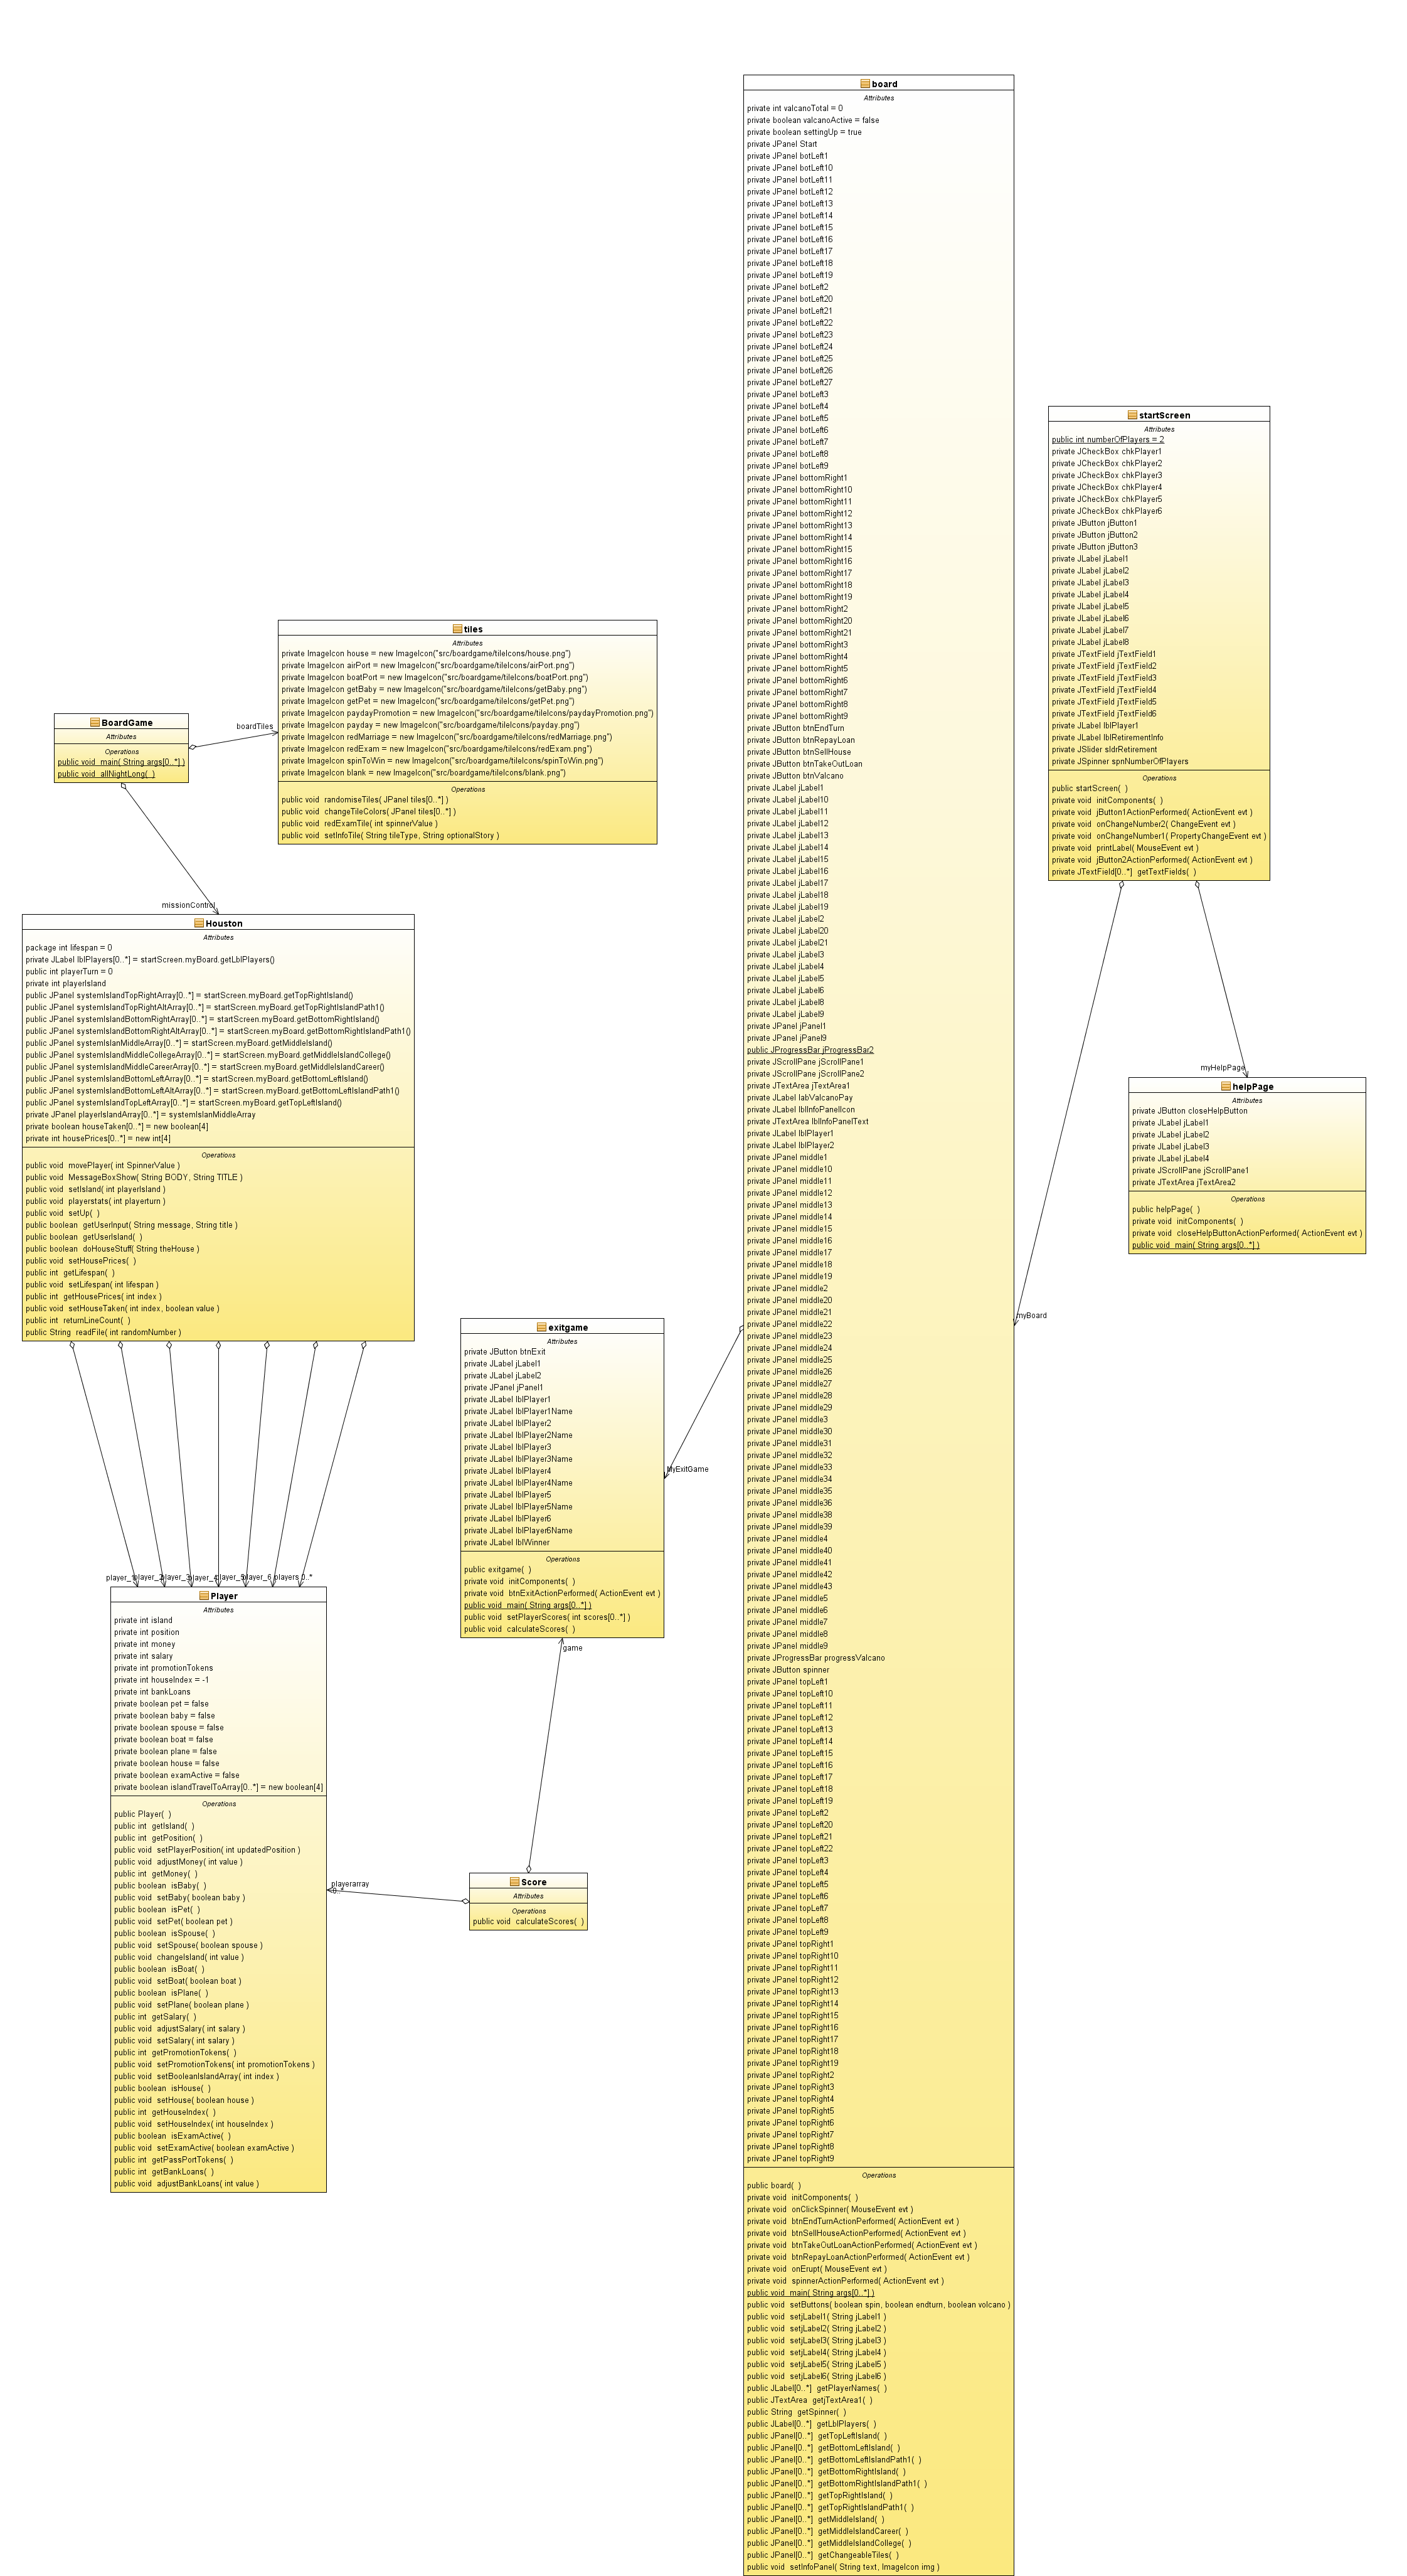 board
Attributes
private int valcanoTotal = 0
private boolean valcanoActive = false
private boolean settingUp = true
private JPanel Start
private JPanel botLeft1
private JPanel botLeft10
private JPanel botLeft11
private JPanel botLeft12
private JPanel botLeft13
private JPanel botLeft14
private JPanel botLeft15
private JPanel botLeft16
private JPanel botLeft17
private JPanel botLeft18
private JPanel botLeft19
private JPanel botLeft2
private JPanel botLeft20
private JPanel botLeft21
private JPanel botLeft22
private JPanel botLeft23
private JPanel botLeft24
private JPanel botLeft25
private JPanel botLeft26
private JPanel botLeft27
private JPanel botLeft3
private JPanel botLeft4
private JPanel botLeft5
private JPanel botLeft6
private JPanel botLeft7
private JPanel botLeft8
private JPanel botLeft9
private JPanel bottomRight1
private JPanel bottomRight10
private JPanel bottomRight11
private JPanel bottomRight12
private JPanel bottomRight13
private JPanel bottomRight14
private JPanel bottomRight15
private JPanel bottomRight16
private JPanel bottomRight17
private JPanel bottomRight18
private JPanel bottomRight19
private JPanel bottomRight2
private JPanel bottomRight20
private JPanel bottomRight21
private JPanel bottomRight3
private JPanel bottomRight4
private JPanel bottomRight5
private JPanel bottomRight6
private JPanel bottomRight7
private JPanel bottomRight8
private JPanel bottomRight9
private JButton btnEndTurn
private JButton btnRepayLoan
private JButton btnSellHouse
private JButton btnTakeOutLoan
private JButton btnValcano
private JLabel jLabel1
private JLabel jLabel10
private JLabel jLabel11
private JLabel jLabel12
private JLabel jLabel13
private JLabel jLabel14
private JLabel jLabel15
private JLabel jLabel16
private JLabel jLabel17
private JLabel jLabel18
private JLabel jLabel19
private JLabel jLabel2
private JLabel jLabel20
private JLabel jLabel21
private JLabel jLabel3
private JLabel jLabel4
private JLabel jLabel5
private JLabel jLabel6
private JLabel jLabel8
private JLabel jLabel9
private JPanel jPanel1
private JPanel jPanel9
public JProgressBar jProgressBar2
private JScrollPane jScrollPane1
private JScrollPane jScrollPane2
private JTextArea jTextArea1
private JLabel labValcanoPay
private JLabel lblInfoPanelIcon
private JTextArea lblInfoPanelText
private JLabel lblPlayer1
private JLabel lblPlayer2
private JPanel middle1
private JPanel middle10
private JPanel middle11
private JPanel middle12
private JPanel middle13
private JPanel middle14
private JPanel middle15
private JPanel middle16
private JPanel middle17
private JPanel middle18
private JPanel middle19
private JPanel middle2
private JPanel middle20
private JPanel middle21
private JPanel middle22
private JPanel middle23
private JPanel middle24
private JPanel middle25
private JPanel middle26
private JPanel middle27
private JPanel middle28
private JPanel middle29
private JPanel middle3
private JPanel middle30
private JPanel middle31
private JPanel middle32
private JPanel middle33
private JPanel middle34
private JPanel middle35
private JPanel middle36
private JPanel middle38
private JPanel middle39
private JPanel middle4
private JPanel middle40
private JPanel middle41
private JPanel middle42
private JPanel middle43
private JPanel middle5
private JPanel middle6
private JPanel middle7
private JPanel middle8
private JPanel middle9
private JProgressBar progressValcano
private JButton spinner
private JPanel topLeft1
private JPanel topLeft10
private JPanel topLeft11
private JPanel topLeft12
private JPanel topLeft13
private JPanel topLeft14
private JPanel topLeft15
private JPanel topLeft16
private JPanel topLeft17
private JPanel topLeft18
private JPanel topLeft19
private JPanel topLeft2
private JPanel topLeft20
private JPanel topLeft21
private JPanel topLeft22
private JPanel topLeft3
private JPanel topLeft4
private JPanel topLeft5
private JPanel topLeft6
private JPanel topLeft7
private JPanel topLeft8
private JPanel topLeft9
private JPanel topRight1
private JPanel topRight10
private JPanel topRight11
private JPanel topRight12
private JPanel topRight13
private JPanel topRight14
private JPanel topRight15
private JPanel topRight16
private JPanel topRight17
private JPanel topRight18
private JPanel topRight19
private JPanel topRight2
private JPanel topRight3
private JPanel topRight4
private JPanel topRight5
private JPanel topRight6
private JPanel topRight7
private JPanel topRight8
private JPanel topRight9
Operations
public board( )
private void initComponents( )
private void onClickSpinner( MouseEvent evt )
private void btnEndTurnActionPerformed( ActionEvent evt )
private void btnSellHouseActionPerformed( ActionEvent evt )
private void btnTakeOutLoanActionPerformed( ActionEvent evt )
private void btnRepayLoanActionPerformed( ActionEvent evt )
private void onErupt( MouseEvent evt )
private void spinnerActionPerformed( ActionEvent evt )
public void main( String args[0..*] )
public void setButtons( boolean spin, boolean endturn, boolean volcano )
public void setjLabel1( String jLabel1 )
public void setjLabel2( String jLabel2 )
public void setjLabel3( String jLabel3 )
public void setjLabel4( String jLabel4 )
public void setjLabel5( String jLabel5 )
public void setjLabel6( String jLabel6 )
public JLabel[0..*] getPlayerNames( )
public JTextArea getjTextArea1( )
public String getSpinner( )
public JLabel[0..*] getLblPlayers( )
public JPanel[0..*] getTopLeftIsland( )
public JPanel[0..*] getBottomLeftIsland( )
public JPanel[0..*] getBottomLeftIslandPath1( )
public JPanel[0..*] getBottomRightIsland( )
public JPanel[0..*] getBottomRightIslandPath1( )
public JPanel[0..*] getTopRightIsland( )
public JPanel[0..*] getTopRightIslandPath1( )
public JPanel[0..*] getMiddleIsland( )
public JPanel[0..*] getMiddleIslandCareer( )
public JPanel[0..*] getMiddleIslandCollege( )
public JPanel[0..*] getChangeableTiles( )
public void setInfoPanel( String text, ImageIcon img )
startScreen
Attributes
public int numberOfPlayers = 2
private JCheckBox chkPlayer1
private JCheckBox chkPlayer2
private JCheckBox chkPlayer3
private JCheckBox chkPlayer4
private JCheckBox chkPlayer5
private JCheckBox chkPlayer6
private JButton jButton1
private JButton jButton2
private JButton jButton3
private JLabel jLabel1
private JLabel jLabel2
private JLabel jLabel3
private JLabel jLabel4
private JLabel jLabel5
private JLabel jLabel6
private JLabel jLabel7
private JLabel jLabel8
private JTextField jTextField1
private JTextField jTextField2
private JTextField jTextField3
private JTextField jTextField4
private JTextField jTextField5
private JTextField jTextField6
private JLabel lblPlayer1
private JLabel lblRetirementInfo
private JSlider sldrRetirement
private JSpinner spnNumberOfPlayers
Operations
public startScreen( )
private void initComponents( )
private void jButton1ActionPerformed( ActionEvent evt )
private void onChangeNumber2( ChangeEvent evt )
private void onChangeNumber1( PropertyChangeEvent evt )
private void printLabel( MouseEvent evt )
private void jButton2ActionPerformed( ActionEvent evt )
private JTextField[0..*] getTextFields( )
tiles
Attributes
private ImageIcon house = new ImageIcon("src/boardgame/tileIcons/house.png")
private ImageIcon airPort = new ImageIcon("src/boardgame/tileIcons/airPort.png")
private ImageIcon boatPort = new ImageIcon("src/boardgame/tileIcons/boatPort.png")
private ImageIcon getBaby = new ImageIcon("src/boardgame/tileIcons/getBaby.png")
private ImageIcon getPet = new ImageIcon("src/boardgame/tileIcons/getPet.png")
private ImageIcon paydayPromotion = new ImageIcon("src/boardgame/tileIcons/paydayPromotion.png")
private ImageIcon payday = new ImageIcon("src/boardgame/tileIcons/payday.png")
private ImageIcon redMarriage = new ImageIcon("src/boardgame/tileIcons/redMarriage.png")
private ImageIcon redExam = new ImageIcon("src/boardgame/tileIcons/redExam.png")
private ImageIcon spinToWin = new ImageIcon("src/boardgame/tileIcons/spinToWin.png")
private ImageIcon blank = new ImageIcon("src/boardgame/tileIcons/blank.png")
Operations
public void randomiseTiles( JPanel tiles[0..*] )
public void changeTileColors( JPanel tiles[0..*] )
public void redExamTile( int spinnerValue )
public void setInfoTile( String tileType, String optionalStory )
BoardGame
Attributes
Operations
public void main( String args[0..*] )
public void allNightLong( )
boardTiles
missionControl
Houston
Attributes
package int lifespan = 0
private JLabel lblPlayers[0..*] = startScreen.myBoard.getLblPlayers()
public int playerTurn = 0
private int playerIsland
public JPanel systemIslandTopRightArray[0..*] = startScreen.myBoard.getTopRightIsland()
public JPanel systemIslandTopRightAltArray[0..*] = startScreen.myBoard.getTopRightIslandPath1()
public JPanel systemIslandBottomRightArray[0..*] = startScreen.myBoard.getBottomRightIsland()
public JPanel systemIslandBottomRightAltArray[0..*] = startScreen.myBoard.getBottomRightIslandPath1()
public JPanel systemIslanMiddleArray[0..*] = startScreen.myBoard.getMiddleIsland()
public JPanel systemIslandMiddleCollegeArray[0..*] = startScreen.myBoard.getMiddleIslandCollege()
public JPanel systemIslandMiddleCareerArray[0..*] = startScreen.myBoard.getMiddleIslandCareer()
public JPanel systemIslandBottomLeftArray[0..*] = startScreen.myBoard.getBottomLeftIsland()
public JPanel systemIslandBottomLeftAltArray[0..*] = startScreen.myBoard.getBottomLeftIslandPath1()
public JPanel systemIslandTopLeftArray[0..*] = startScreen.myBoard.getTopLeftIsland()
private JPanel playerIslandArray[0..*] = systemIslanMiddleArray
private boolean houseTaken[0..*] = new boolean[4]
private int housePrices[0..*] = new int[4]
Operations
public void movePlayer( int SpinnerValue )
public void MessageBoxShow( String BODY, String TITLE )
public void setIsland( int playerIsland )
public void playerstats( int playerturn )
public void setUp( )
public boolean getUserInput( String message, String title )
public boolean getUserIsland( )
public boolean doHouseStuff( String theHouse )
public void setHousePrices( )
public int getLifespan( )
public void setLifespan( int lifespan )
public int getHousePrices( int index )
public void setHouseTaken( int index, boolean value )
public int returnLineCount( )
public String readFile( int randomNumber )
myHelpPage
helpPage
Attributes
private JButton closeHelpButton
private JLabel jLabel1
private JLabel jLabel2
private JLabel jLabel3
private JLabel jLabel4
private JScrollPane jScrollPane1
private JTextArea jTextArea2
Operations
public helpPage( )
private void initComponents( )
private void closeHelpButtonActionPerformed( ActionEvent evt )
public void main( String args[0..*] )
myBoard
exitgame
Attributes
private JButton btnExit
private JLabel jLabel1
private JLabel jLabel2
private JPanel jPanel1
private JLabel lblPlayer1
private JLabel lblPlayer1Name
private JLabel lblPlayer2
private JLabel lblPlayer2Name
private JLabel lblPlayer3
private JLabel lblPlayer3Name
private JLabel lblPlayer4
private JLabel lblPlayer4Name
private JLabel lblPlayer5
private JLabel lblPlayer5Name
private JLabel lblPlayer6
private JLabel lblPlayer6Name
private JLabel lblWinner
Operations
public exitgame( )
private void initComponents( )
private void btnExitActionPerformed( ActionEvent evt )
public void main( String args[0..*] )
public void setPlayerScores( int scores[0..*] )
public void calculateScores( )
MyExitGame
game
player_1 player_2 player_3 player_4 player_5 player_6 players 0..*
Player
Attributes
private int island
private int position
private int money
private int salary
private int promotionTokens
private int houseIndex = -1
private int bankLoans
private boolean pet = false
private boolean baby = false
private boolean spouse = false
private boolean boat = false
private boolean plane = false
private boolean house = false
private boolean examActive = false
private boolean islandTravelToArray[0..*] = new boolean[4]
Operations
public Player( )
public int getIsland( )
public int getPosition( )
public void setPlayerPosition( int updatedPosition )
public void adjustMoney( int value )
public int getMoney( )
public boolean isBaby( )
public void setBaby( boolean baby )
public boolean isPet( )
public void setPet( boolean pet )
public boolean isSpouse( )
public void setSpouse( boolean spouse )
public void changeIsland( int value )
public boolean isBoat( )
public void setBoat( boolean boat )
public boolean isPlane( )
public void setPlane( boolean plane )
public int getSalary( )
public void adjustSalary( int salary )
public void setSalary( int salary )
public int getPromotionTokens( )
public void setPromotionTokens( int promotionTokens )
public void setBooleanIslandArray( int index )
public boolean isHouse( )
public void setHouse( boolean house )
public int getHouseIndex( )
public void setHouseIndex( int houseIndex )
public boolean isExamActive( )
public void setExamActive( boolean examActive )
public int getPassPortTokens( )
public int getBankLoans( )
public void adjustBankLoans( int value )
playerarray
0..*
Score
Attributes
Operations
public void calculateScores( )